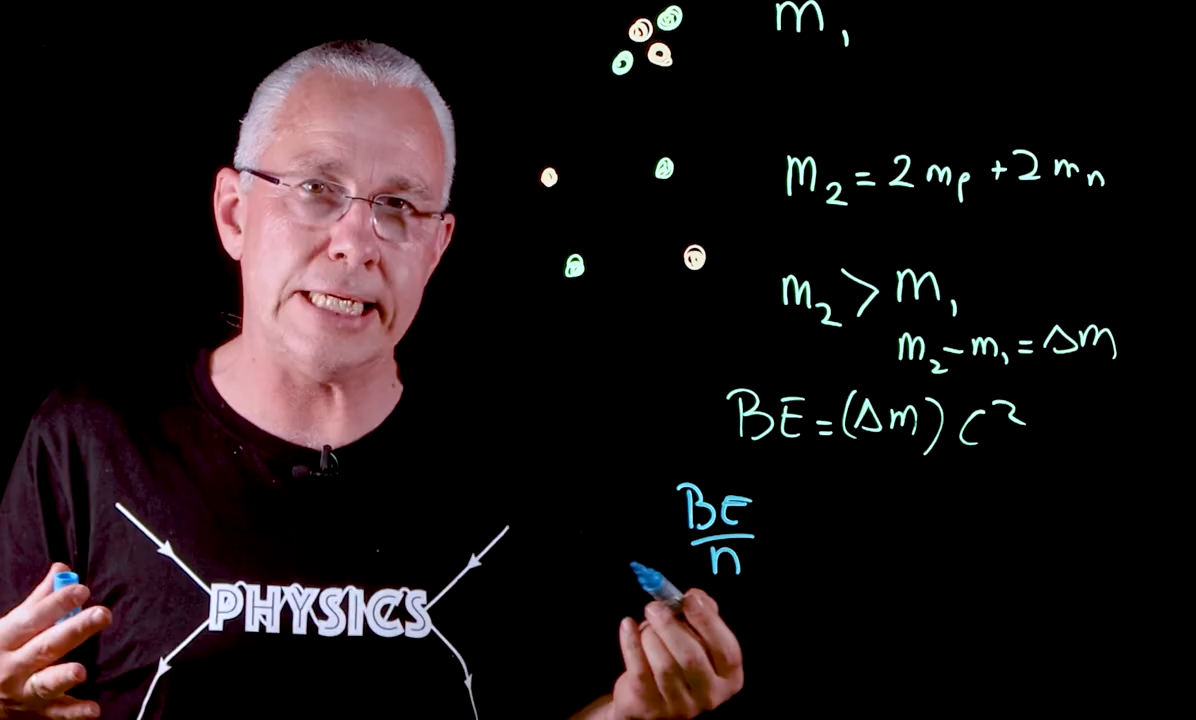 m₁
m₂ = 2mₚ + 2mₙ
m₂ > m₁
m₂ - m₁ = Δm
BE = (Δm)c²
BE/n
PHYSICS